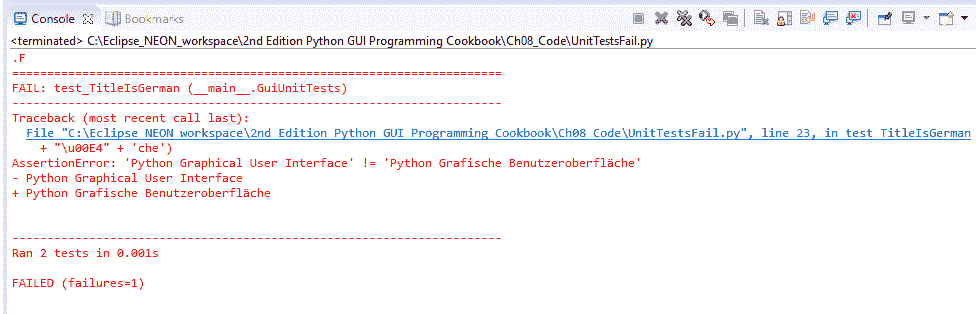 Console Bookmarks
<terminated> C:\Eclipse_NEON_workspace\2nd Edition Python GUI Programming Cookbook\Ch08_Code\UnitTestsFail.py
.F
======================================================================
FAIL: test_TitleIsGerman (__main__.GuiUnitTests)
----------------------------------------------------------------------
Traceback (most recent call last):
  File "C:\Eclipse_NEON_workspace\2nd Edition Python GUI Programming Cookbook\Ch08_Code\UnitTestsFail.py", line 23, in test_TitleIsGerman
    + "\u00E4" + 'che')
AssertionError: 'Python Graphical User Interface' != 'Python Grafische Benutzeroberfläche'
- Python Graphical User Interface
+ Python Grafische Benutzeroberfläche
----------------------------------------------------------------------
Ran 2 tests in 0.001s
FAILED (failures=1)